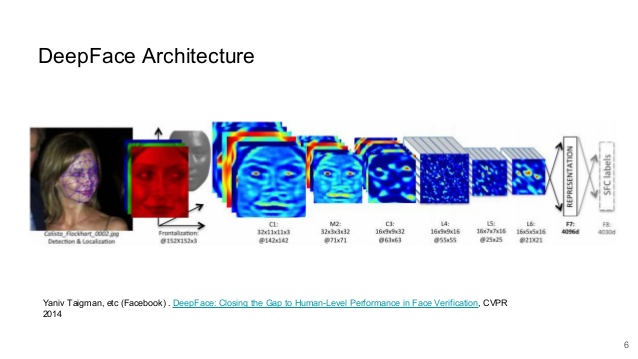 DeepFace Architecture
Calista_Flockhart_0002.jpg
Detection & Localization
Frontalization:
@152X152x3
C1:
32x11x11x3
@142x142
M2:
32x3x3x32
@71x71
C3:
16x9x9x32
@63x63
L4:
16x9x9x16
@55x55
L5:
16x7x7x16
@25x25
L6:
16x5x5x16
@21X21
REPRESENTATION
F7:
4096d
SFC labels
F8:
4030d
Yaniv Taigman, etc (Facebook) . DeepFace: Closing the Gap to Human-Level Performance in Face Verification, CVPR
2014
6